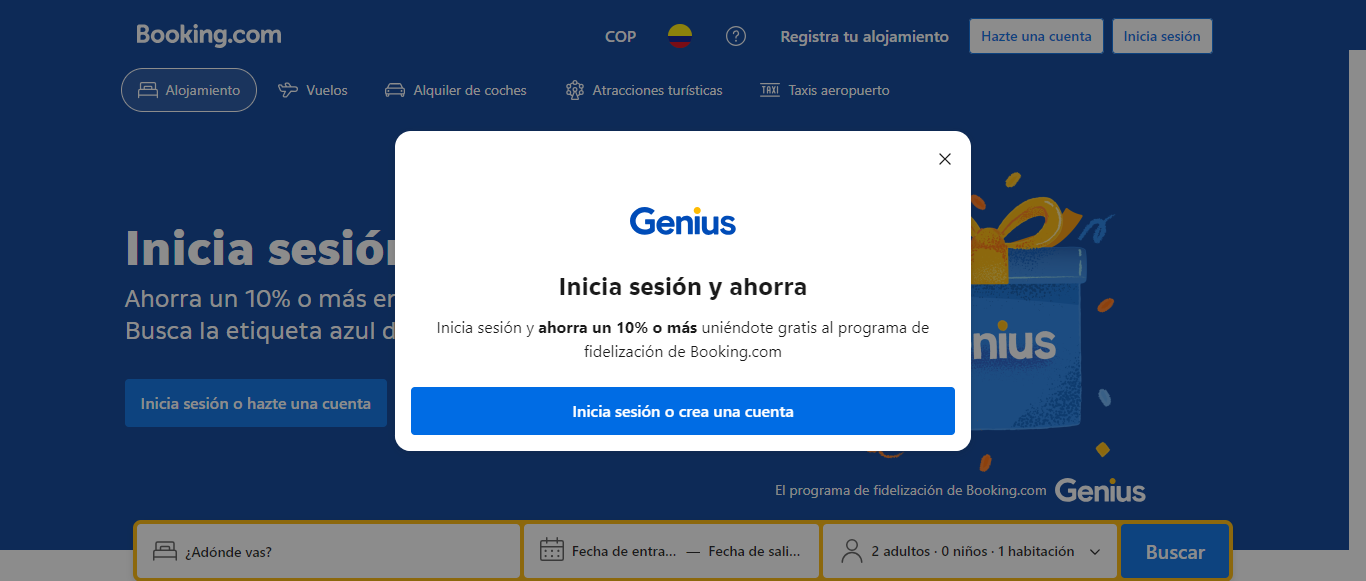 Booking.com
COP
Registra tu alojamiento
Hazte una cuenta
Inicia sesión
Alojamiento
Vuelos
Alquiler de coches
Atracciones turísticas
TAXI
Taxis aeropuerto
Genius
Inicia sesión y ahorra
Inicia sesión y ahorra un 10% o más uniéndote gratis al programa de
fidelización de Booking.com
Inicia sesión o crea una cuenta
Inicia sesión
Ahorra un 10% o más en
Busca la etiqueta azul d
Inicia sesión o hazte una cuenta
nius
El programa de fidelización de Booking.com
Genius
¿Adónde vas?
Fecha de entra... — Fecha de sali...
2 adultos · 0 niños · 1 habitación
Buscar